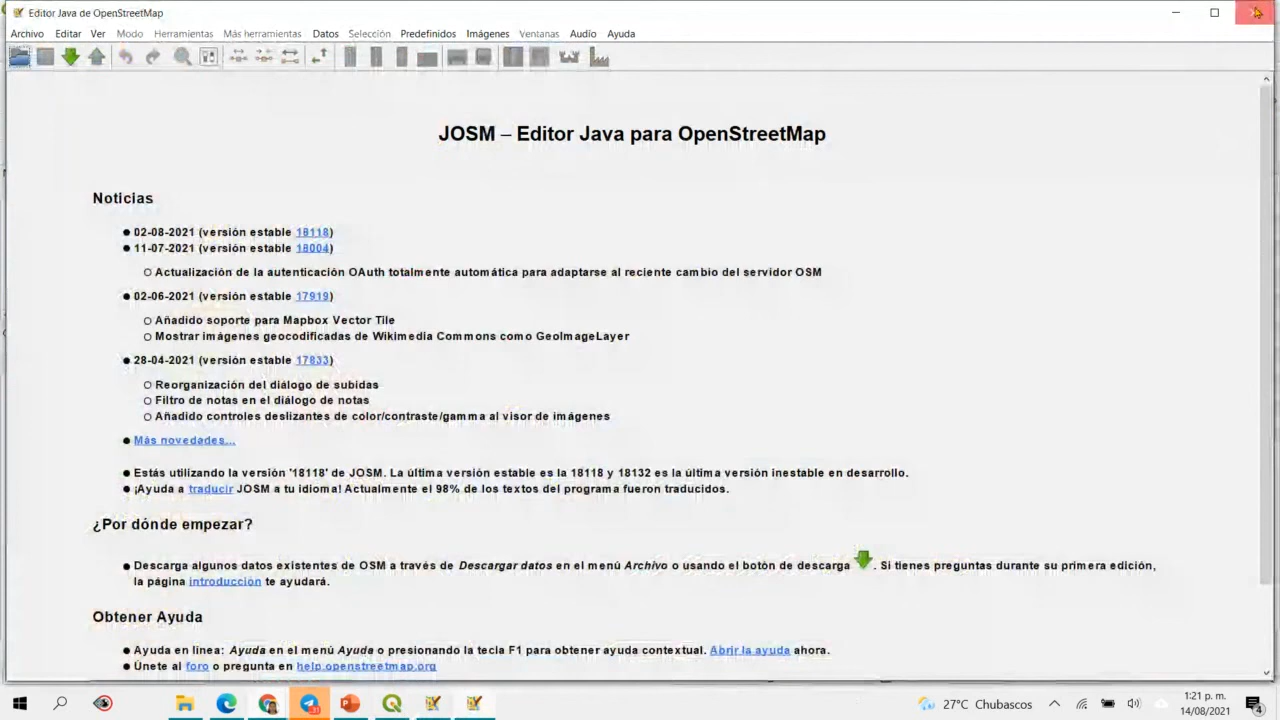 Editor Java de OpenStreetMap
Archivo Editar Ver Modo Herramientas Más herramientas Datos Selección Predefinidos Imágenes Ventanas Audio Ayuda
JOSM – Editor Java para OpenStreetMap
Noticias
02-08-2021 (versión estable 18118)
11-07-2021 (versión estable 18004)
Actualización de la autenticación OAuth totalmente automática para adaptarse al reciente cambio del servidor OSM
02-06-2021 (versión estable 17919)
Añadido soporte para Mapbox Vector Tile
Mostrar imágenes geocodificadas de Wikimedia Commons como GeoImageLayer
28-04-2021 (versión estable 17833)
Reorganización del diálogo de subidas
Filtro de notas en el diálogo de notas
Añadido controles deslizantes de color/contraste/gamma al visor de imágenes
Más novedades...
Estás utilizando la versión '18118' de JOSM. La última versión estable es la 18118 y 18132 es la última versión inestable en desarrollo.
¡Ayuda a traducir JOSM a tu idioma! Actualmente el 98% de los textos del programa fueron traducidos.
¿Por dónde empezar?
Descarga algunos datos existentes de OSM a través de Descargar datos en el menú Archivo o usando el botón de descarga . Si tienes preguntas durante su primera edición,
la página introducción te ayudará.
Obtener Ayuda
Ayuda en línea: Ayuda en el menú Ayuda o presionando la tecla F1 para obtener ayuda contextual. Abrir la ayuda ahora.
Únete al foro o pregunta en help.openstreetmap.org
27°C Chubascos
1:21 p. m.
14/08/2021
4